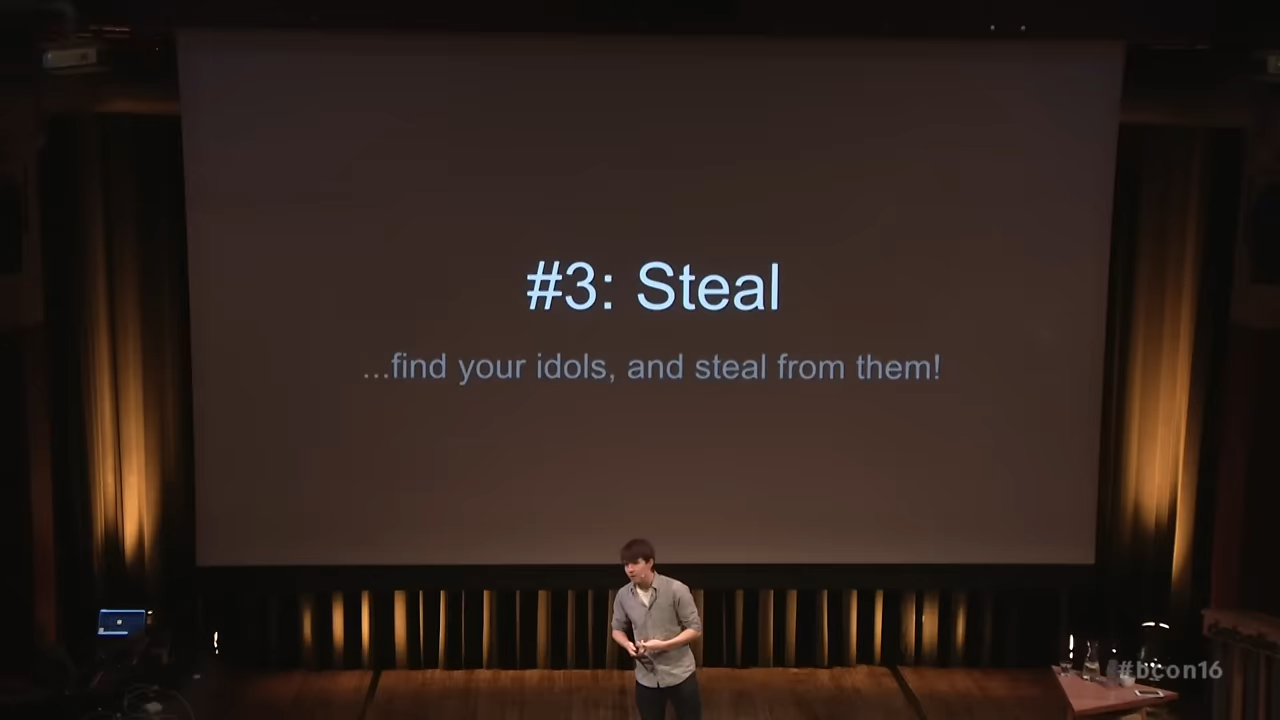 #3: Steal
...find your idols, and steal from them!
#bcon16